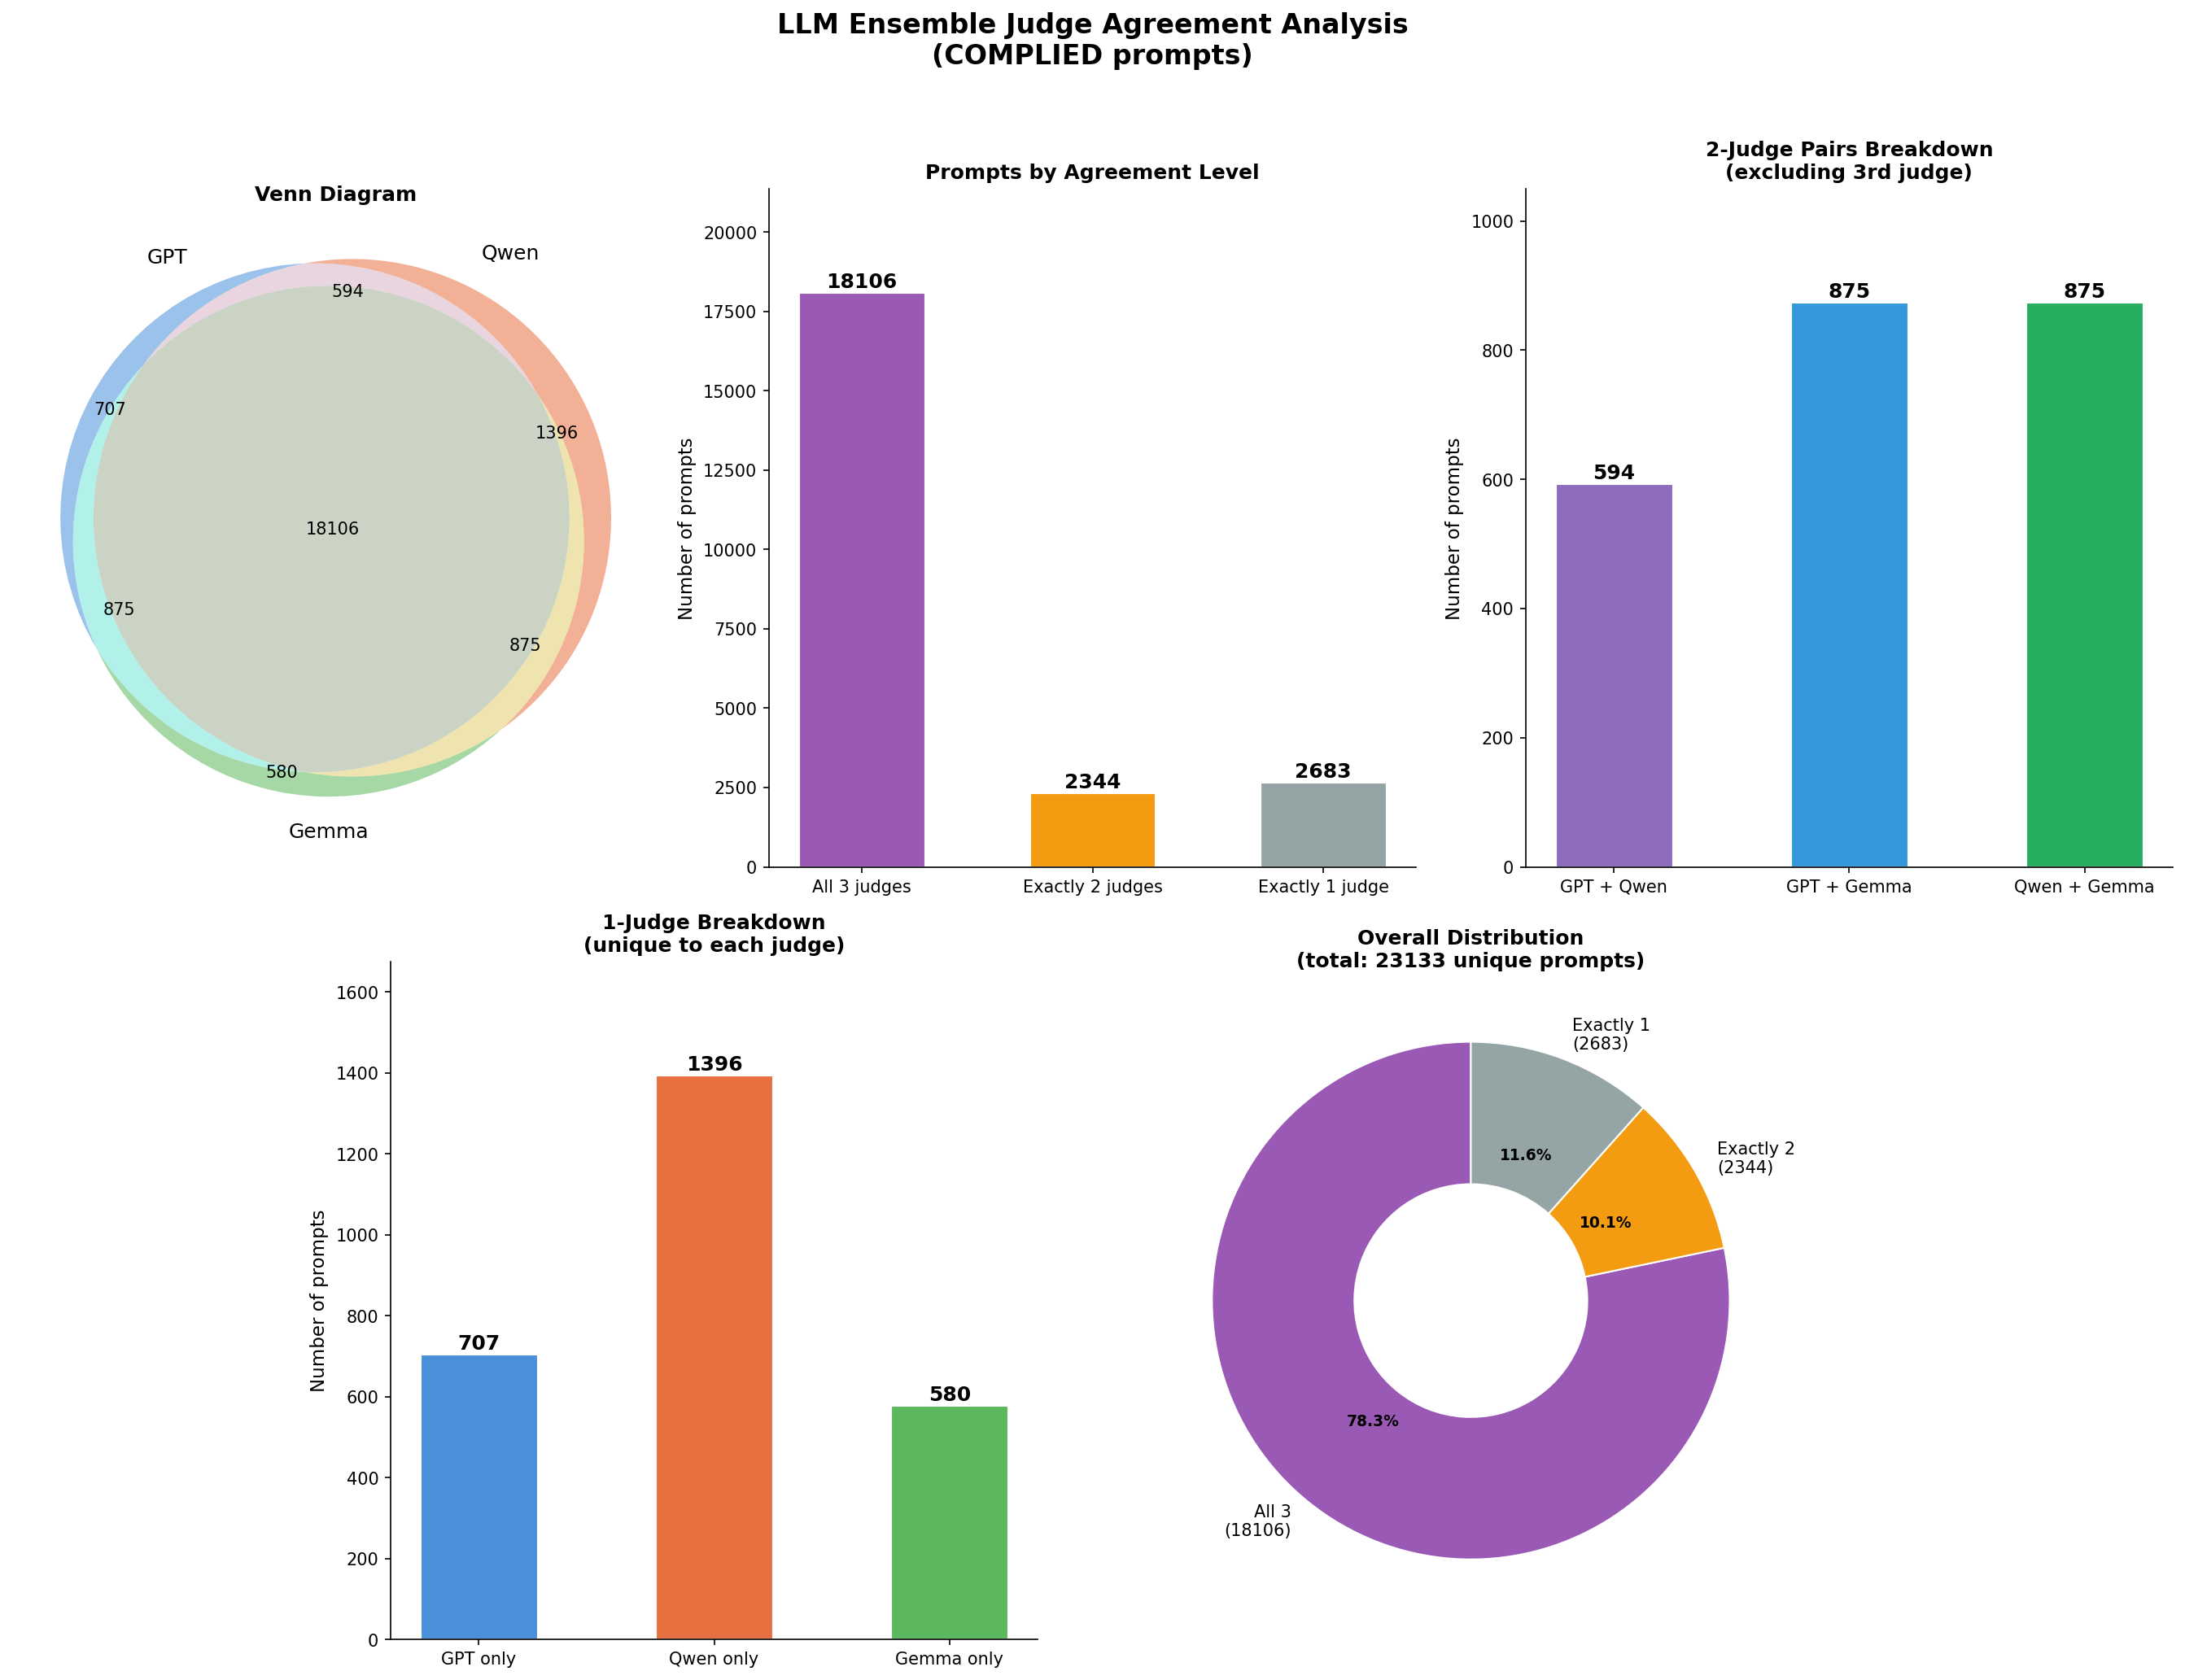 LLM Ensemble Judge Agreement Analysis
(COMPLIED prompts)
Venn Diagram
GPT
Qwen
594
707
1396
18106
875
875
580
Gemma
Prompts by Agreement Level
Number of prompts
20000
17500
15000
12500
10000
7500
5000
2500
0
18106
2344
2683
All 3 judges
Exactly 2 judges
Exactly 1 judge
2-Judge Pairs Breakdown
(excluding 3rd judge)
Number of prompts
1000
800
600
400
200
0
594
875
875
GPT + Qwen
GPT + Gemma
Qwen + Gemma
1-Judge Breakdown
(unique to each judge)
Number of prompts
1600
1400
1200
1000
800
600
400
200
0
707
1396
580
GPT only
Qwen only
Gemma only
Overall Distribution
(total: 23133 unique prompts)
Exactly 1
(2683)
11.6%
Exactly 2
(2344)
10.1%
78.3%
All 3
(18106)